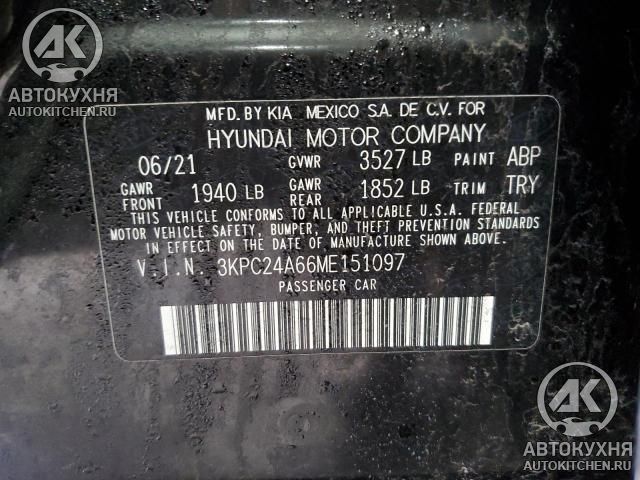 AK
АВТОКУХНЯ
AVTOKITCHEN.RU
MFD. BY KIA MEXICO S.A. DE C.V. FOR
HYUNDAI MOTOR COMPANY
06/21 GVWR 3527 LB PAINT ABP
GAWR FRONT 1940 LB GAWR REAR 1852 LB TRIM TRY
THIS VEHICLE CONFORMS TO ALL APPLICABLE U.S.A. FEDERAL
MOTOR VEHICLE SAFETY, BUMPER, AND THEFT PREVENTION STANDARDS
IN EFFECT ON THE DATE OF MANUFACTURE SHOWN ABOVE.
V.I.N. 3KPC24A66ME151097
PASSENGER CAR
AK
АВТОКУХНЯ
AVTOKITCHEN.RU